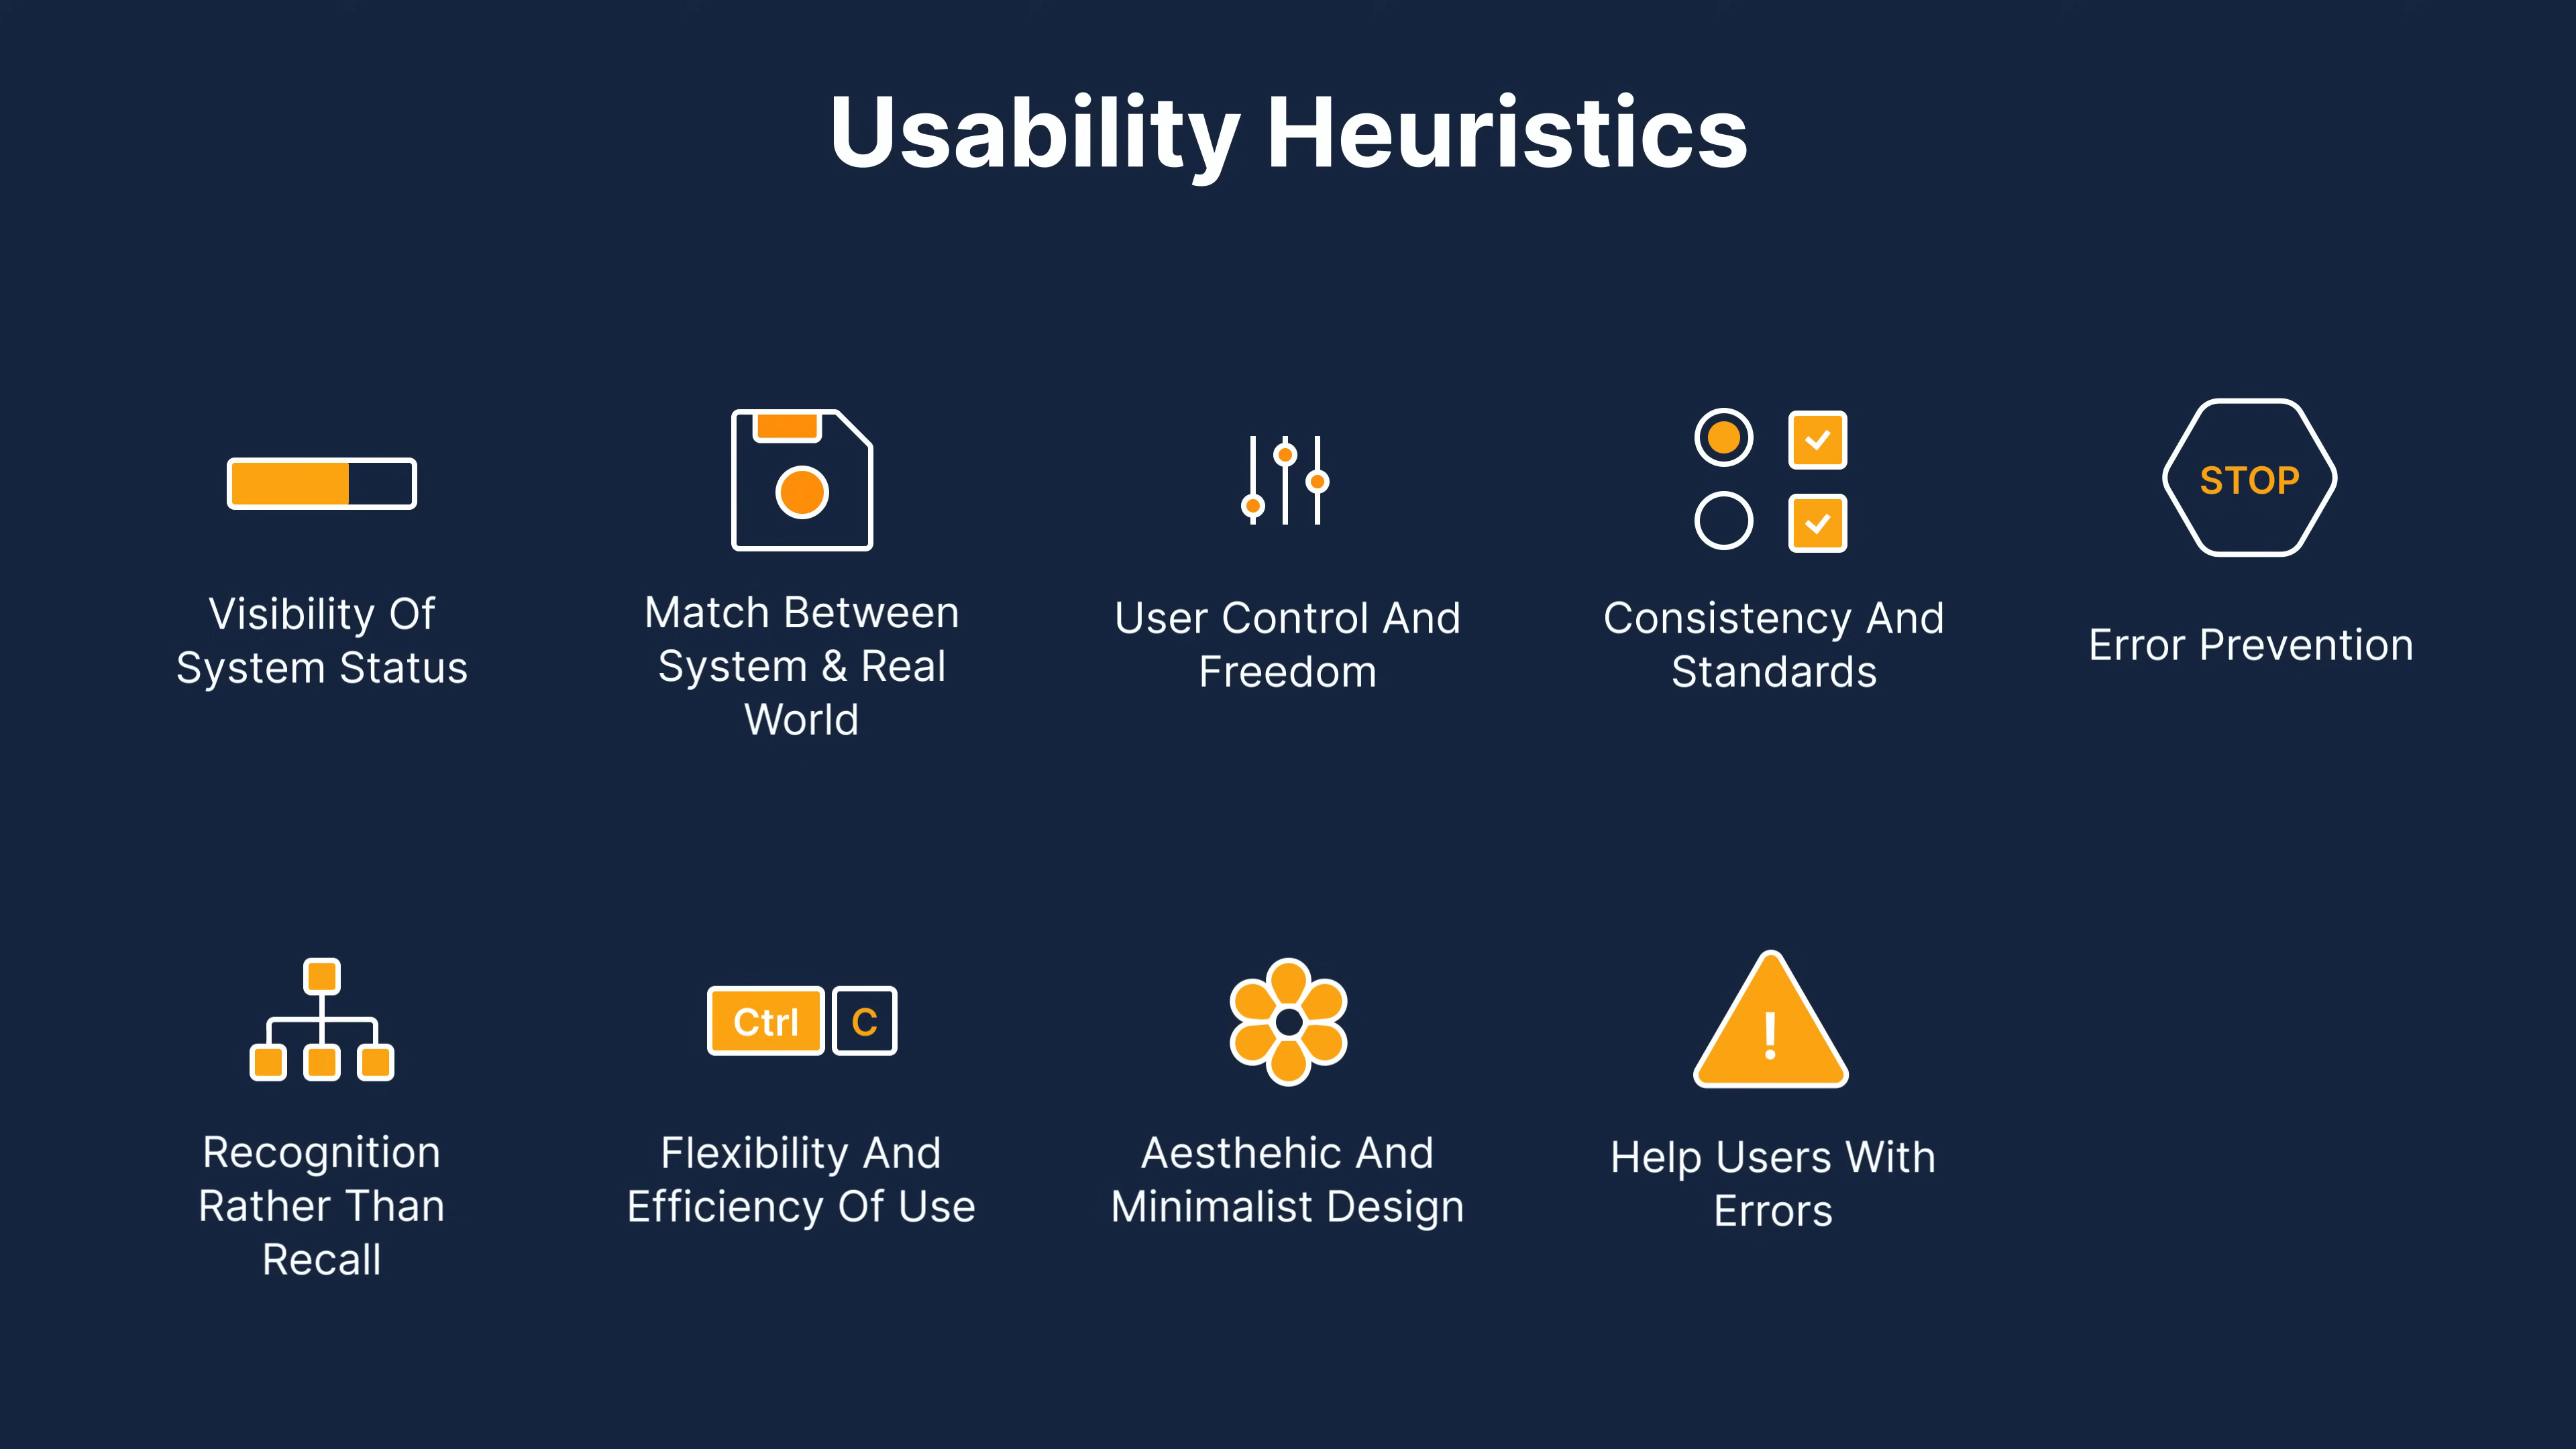 Usability Heuristics
STOP
Visibility Of
System Status
Match Between
System & Real
World
User Control And
Freedom
Consistency And
Standards
Error Prevention
Ctrl
C
!
Recognition
Rather Than
Recall
Flexibility And
Efficiency Of Use
Aesthehic And
Minimalist Design
Help Users With
Errors